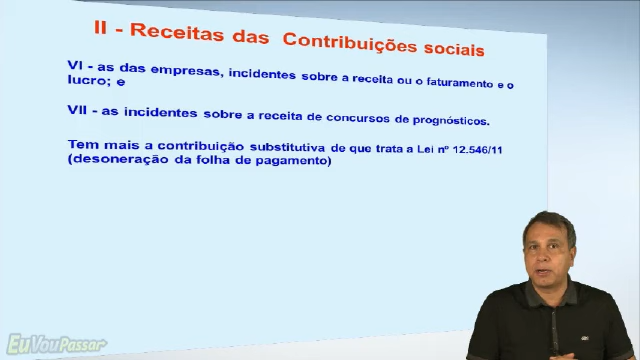 II - Receitas das Contribuições sociais
VI - as das empresas, incidentes sobre a receita ou o faturamento e o
lucro; e
VII - as incidentes sobre a receita de concursos de prognósticos.
Tem mais a contribuição substitutiva de que trata a Lei nº 12.546/11
(desoneração da folha de pagamento)
EuVouPassar